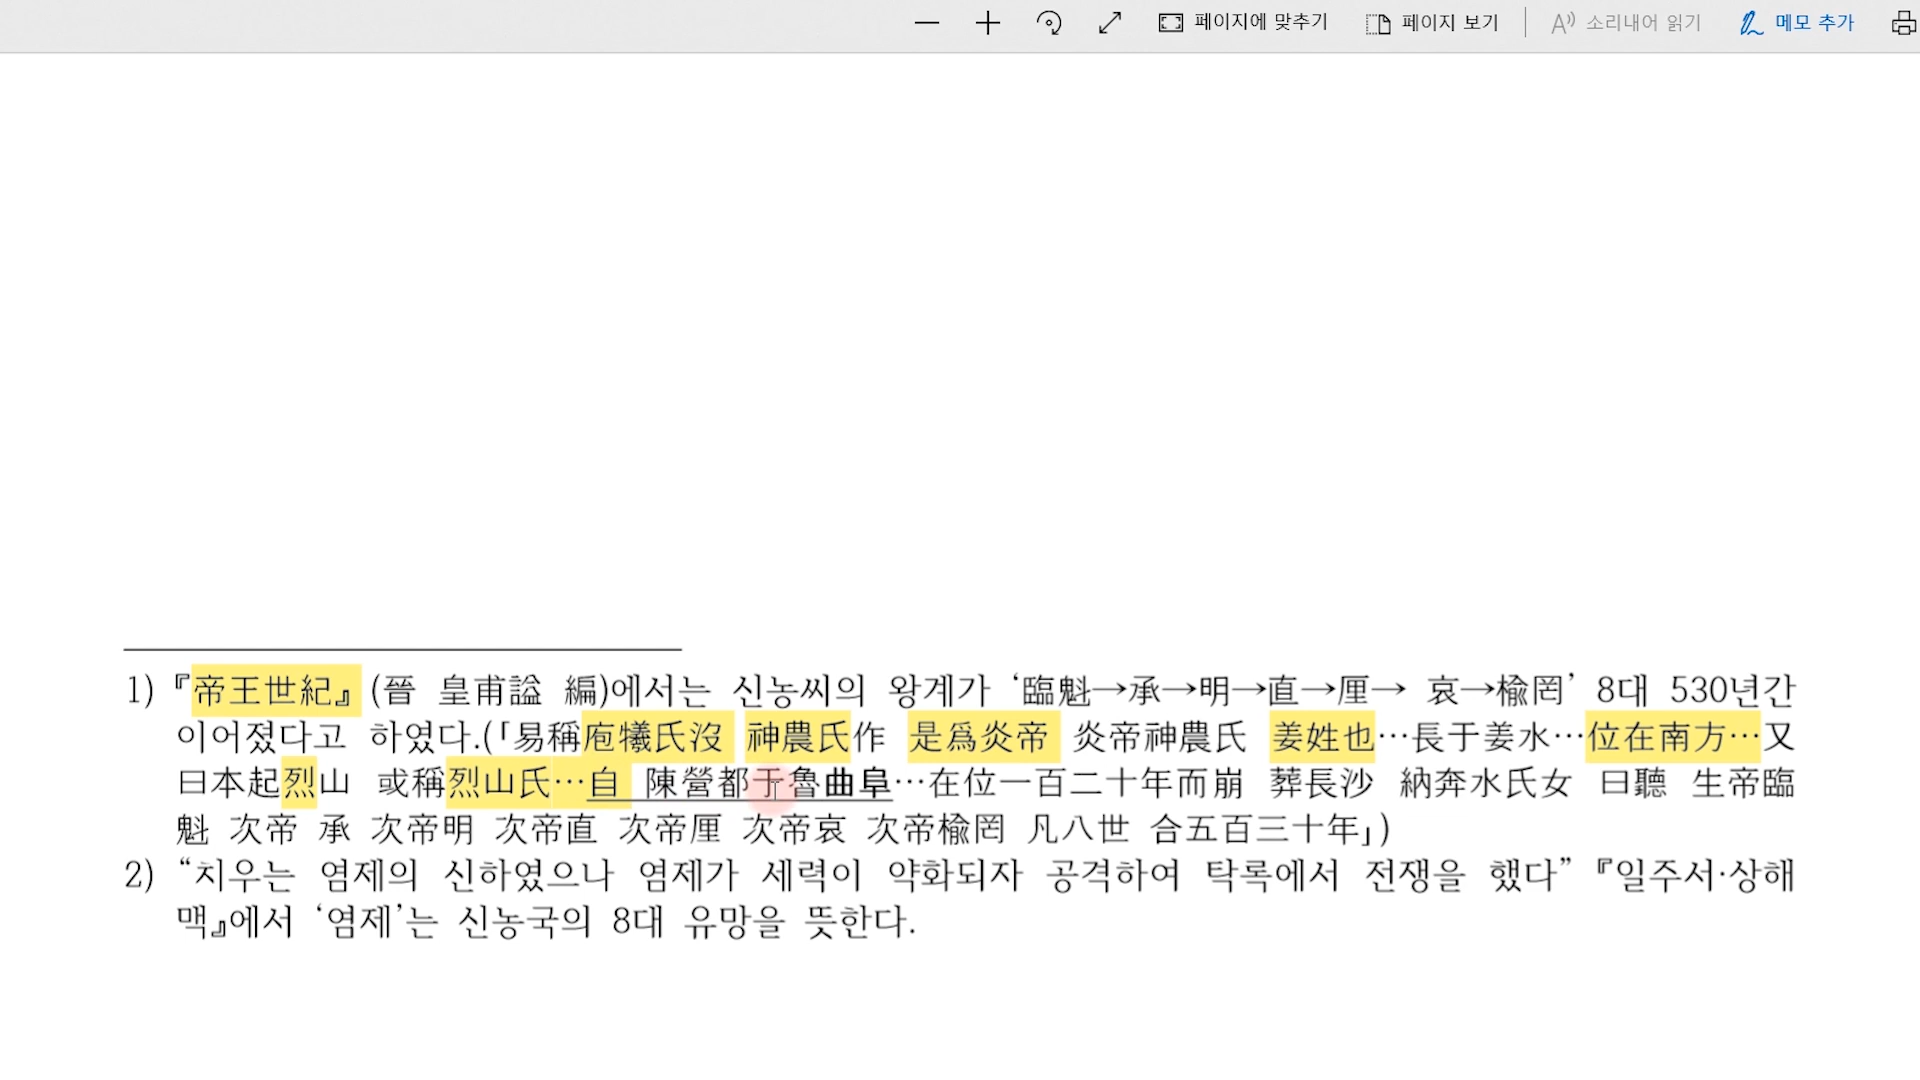 페이지에 맞추기 페이지 보기 A 소리내어 읽기 메모 추가
1) 『帝王世紀』 (晉 皇甫謐 編)에서는 신농씨의 왕계가 ‘臨魁→承→明→直→厘→ 哀→楡罔’ 8대 530년간
이어졌다고 하였다.(「易稱庖犧氏沒 神農氏作 是爲炎帝 炎帝神農氏 姜姓也…長于姜水…位在南方…又
曰本起烈山 或稱烈山氏…自 陳營都于魯曲阜…在位一百二十年而崩 葬長沙 納奔水氏女 曰聽 生帝臨
魁 次帝 承 次帝明 次帝直 次帝厘 次帝哀 次帝楡罔 凡八世 合五百三十年」)
2) “치우는 염제의 신하였으나 염제가 세력이 약화되자 공격하여 탁록에서 전쟁을 했다” 『일주서·상해
맥』에서 ‘염제’는 신농국의 8대 유망을 뜻한다.